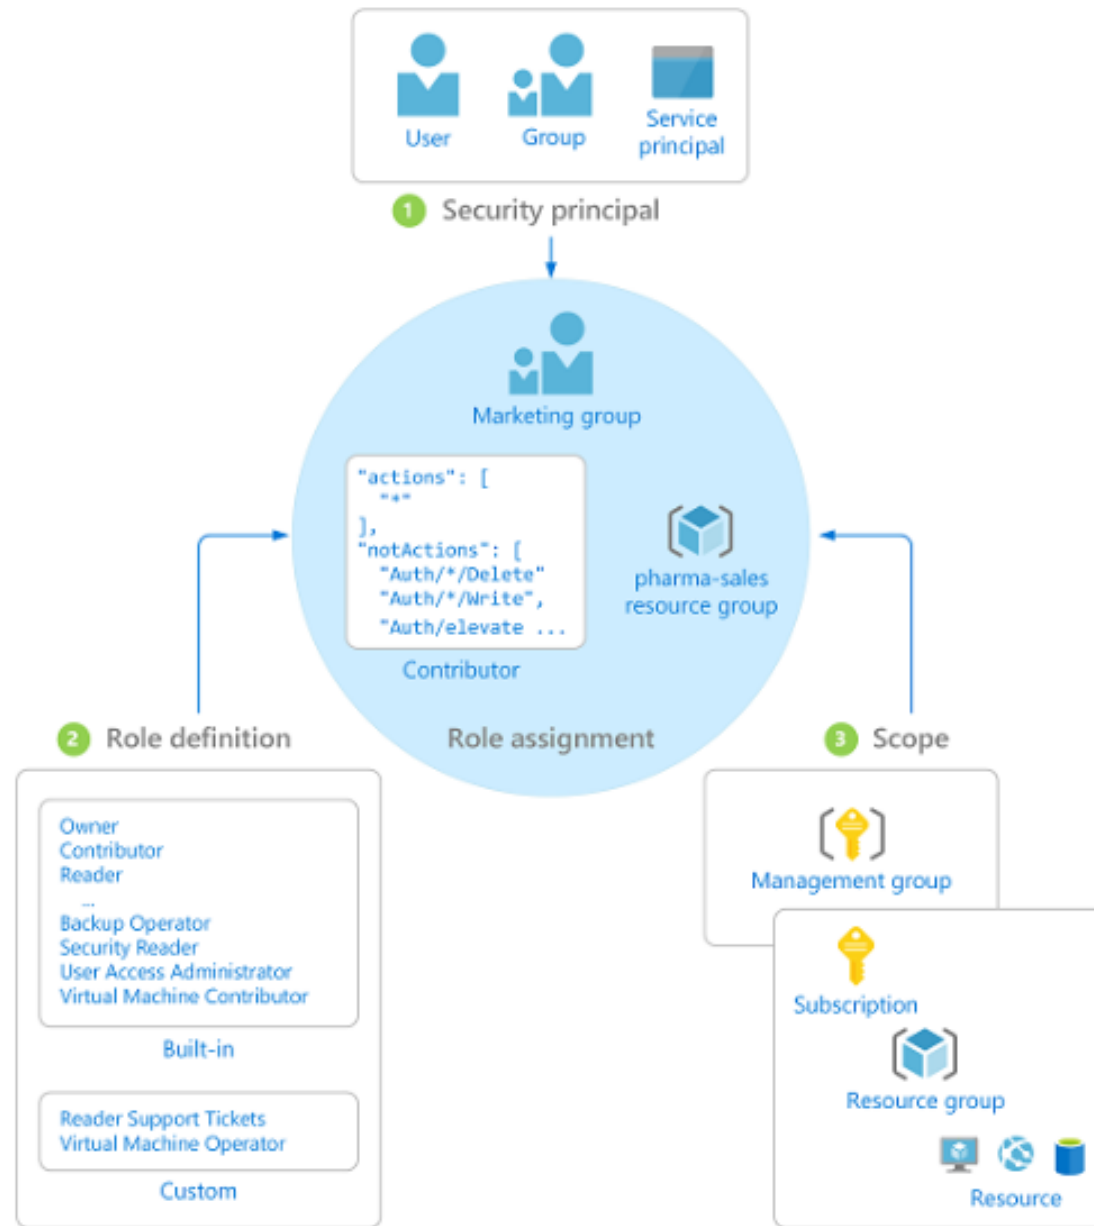 User
Group
Service
principal
1 Security principal
Marketing group
"actions": [
"*"
],
"notActions": [
"Auth/*/Delete"
"Auth/*/Write",
"Auth/elevate ...
Contributor
pharma-sales
resource group
Role assignment
2 Role definition
Owner
Contributor
Reader
...
Backup Operator
Security Reader
User Access Administrator
Virtual Machine Contributor
Built-in
Reader Support Tickets
Virtual Machine Operator
Custom
3 Scope
Management group
Subscription
Resource group
Resource